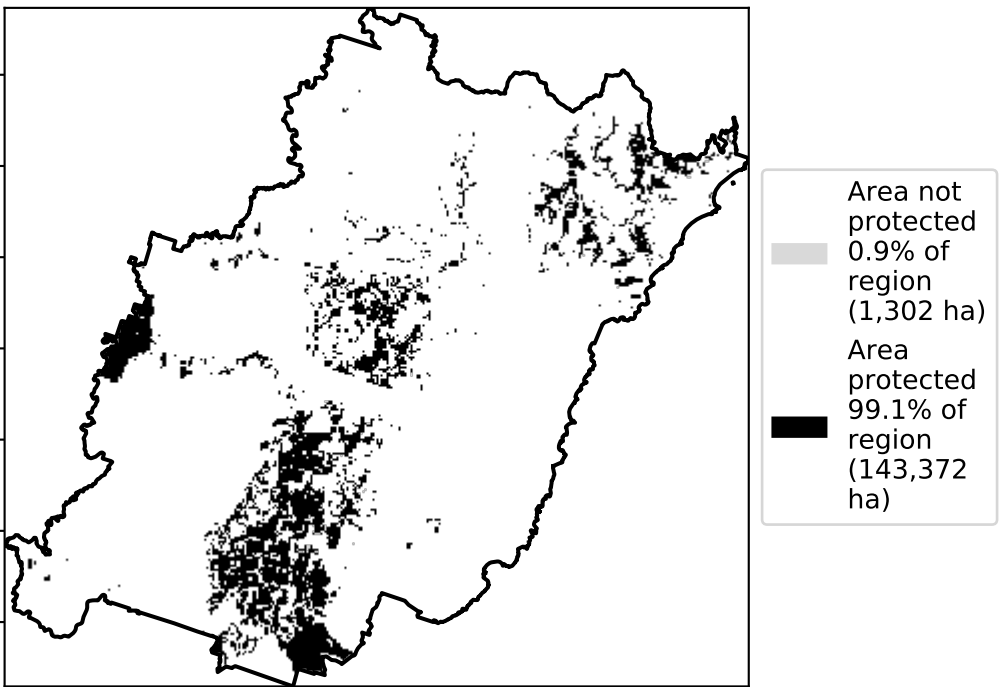 Area not
protected
0.9% of
region
(1,302 ha)
Area
protected
99.1% of
region
(143,372
ha)